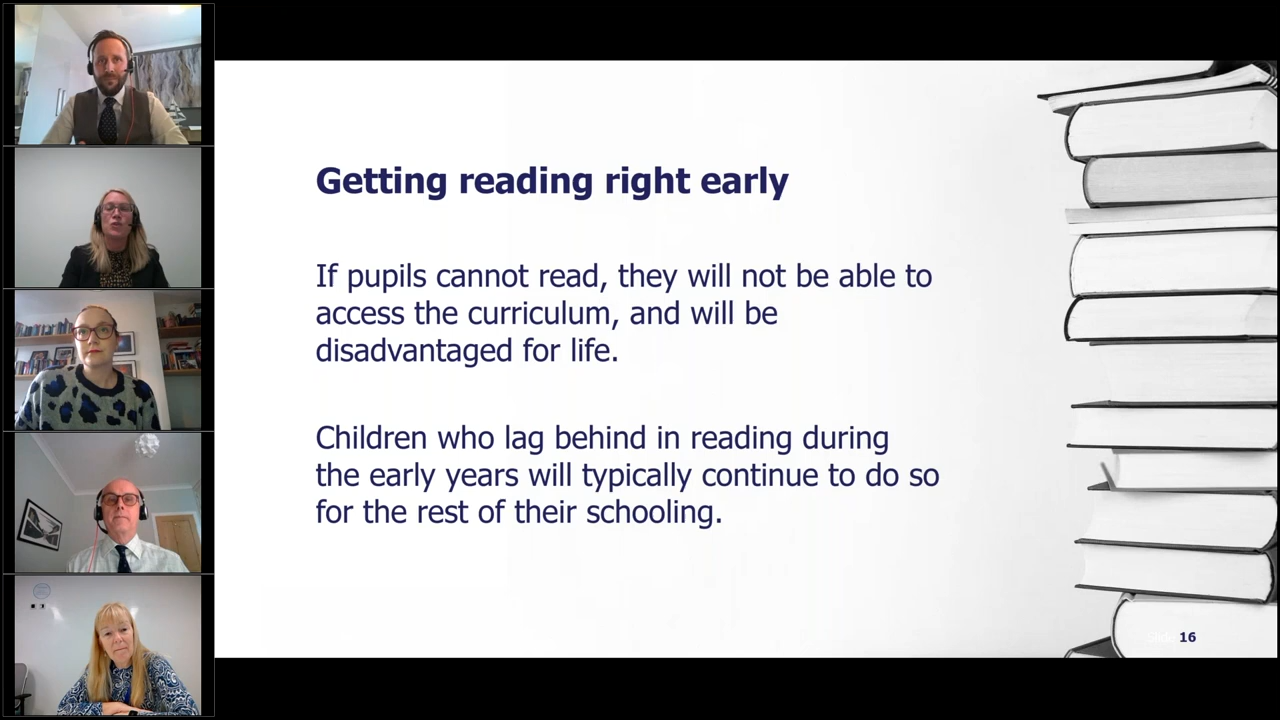 Getting reading right early
If pupils cannot read, they will not be able to
access the curriculum, and will be
disadvantaged for life.
Children who lag behind in reading during
the early years will typically continue to do so
for the rest of their schooling.
Slide 16